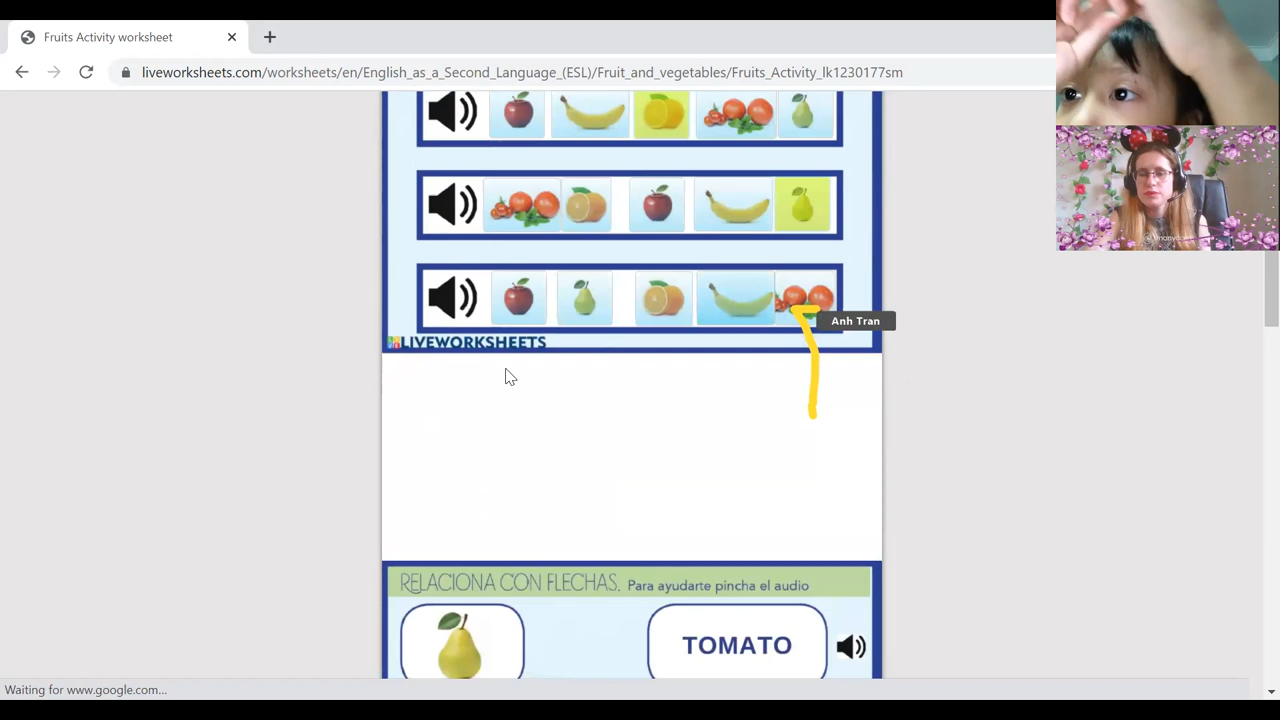 Fruits Activity worksheet
liveworksheets.com/worksheets/en/English_as_a_Second_Language_(ESL)/Fruit_and_vegetables/Fruits_Activity_lk1230177sm
Anh Tran
LIVEWORKSHEETS
RELACIONA CON FLECHAS. Para ayudarte pincha el audio
TOMATO
Waiting for www.google.com...